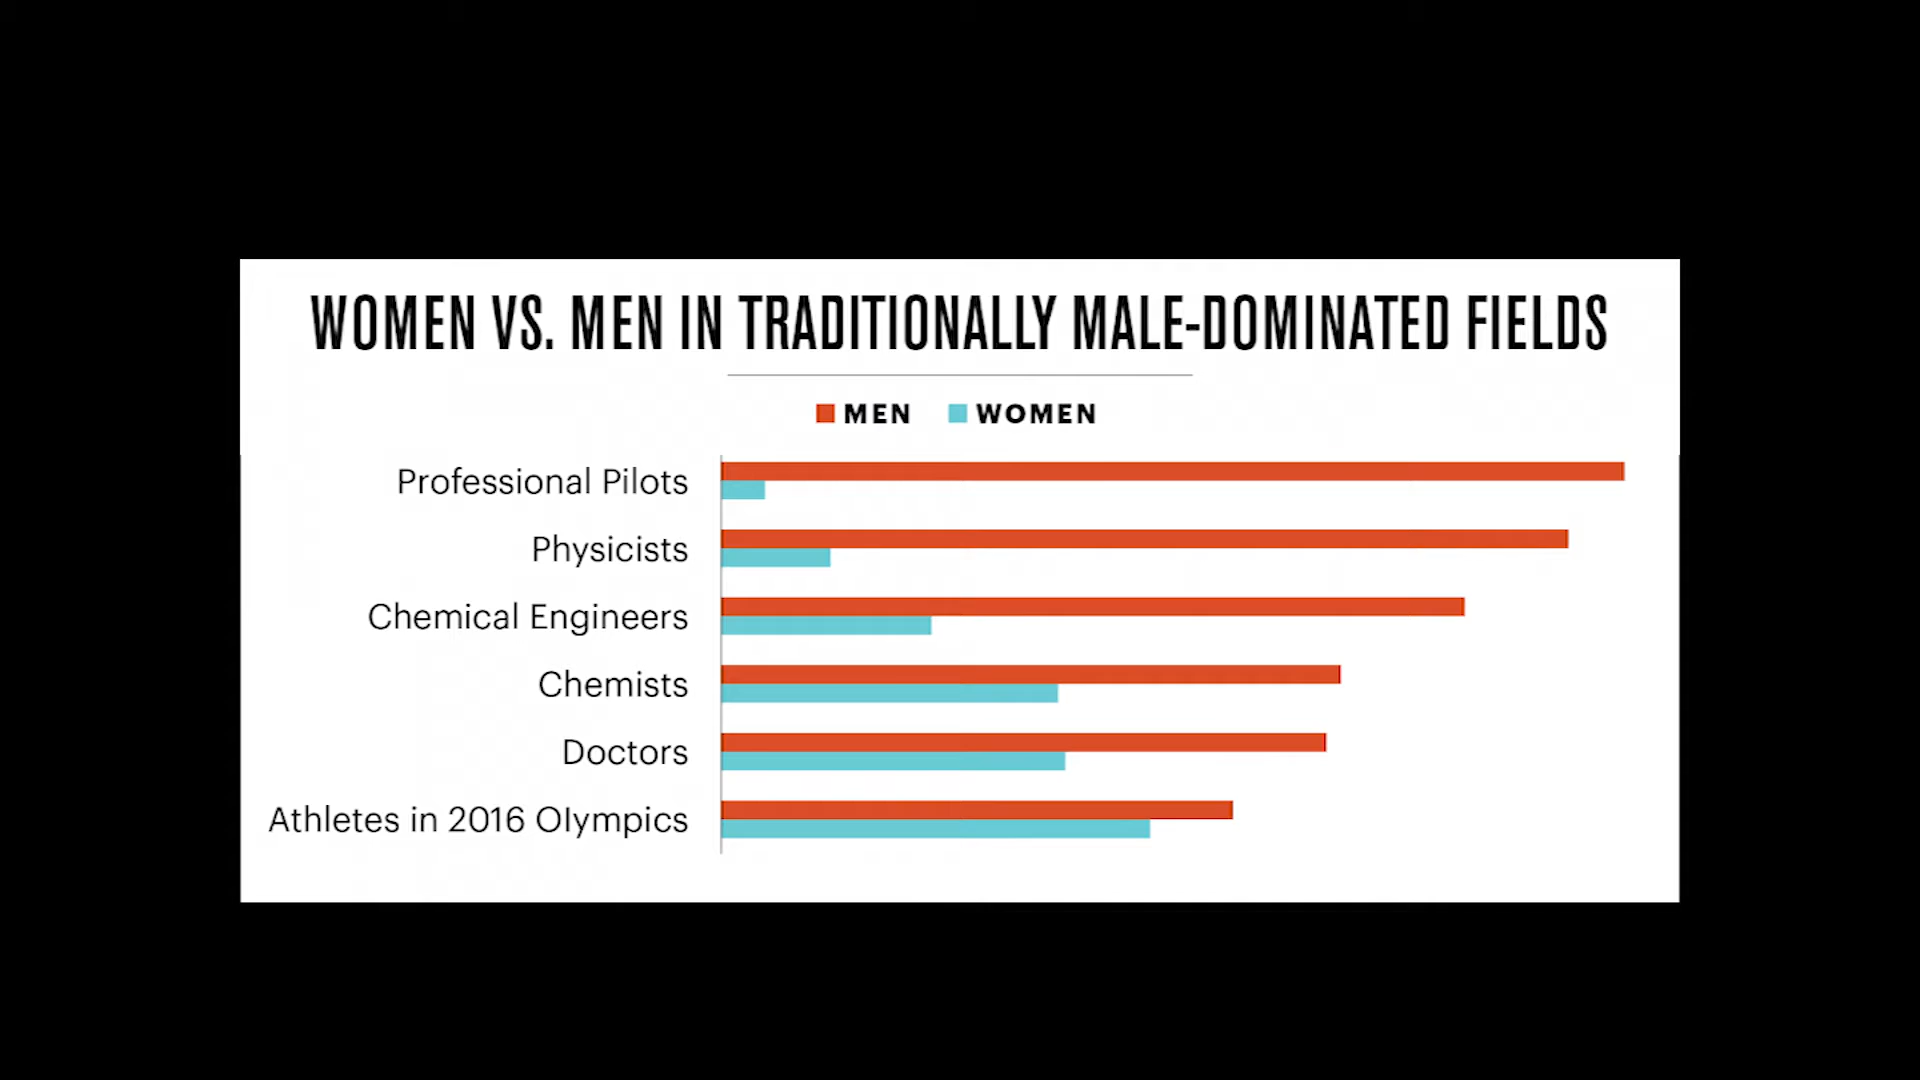 WOMEN VS. MEN IN TRADITIONALLY MALE-DOMINATED FIELDS
MEN WOMEN
Professional Pilots
Physicists
Chemical Engineers
Chemists
Doctors
Athletes in 2016 Olympics